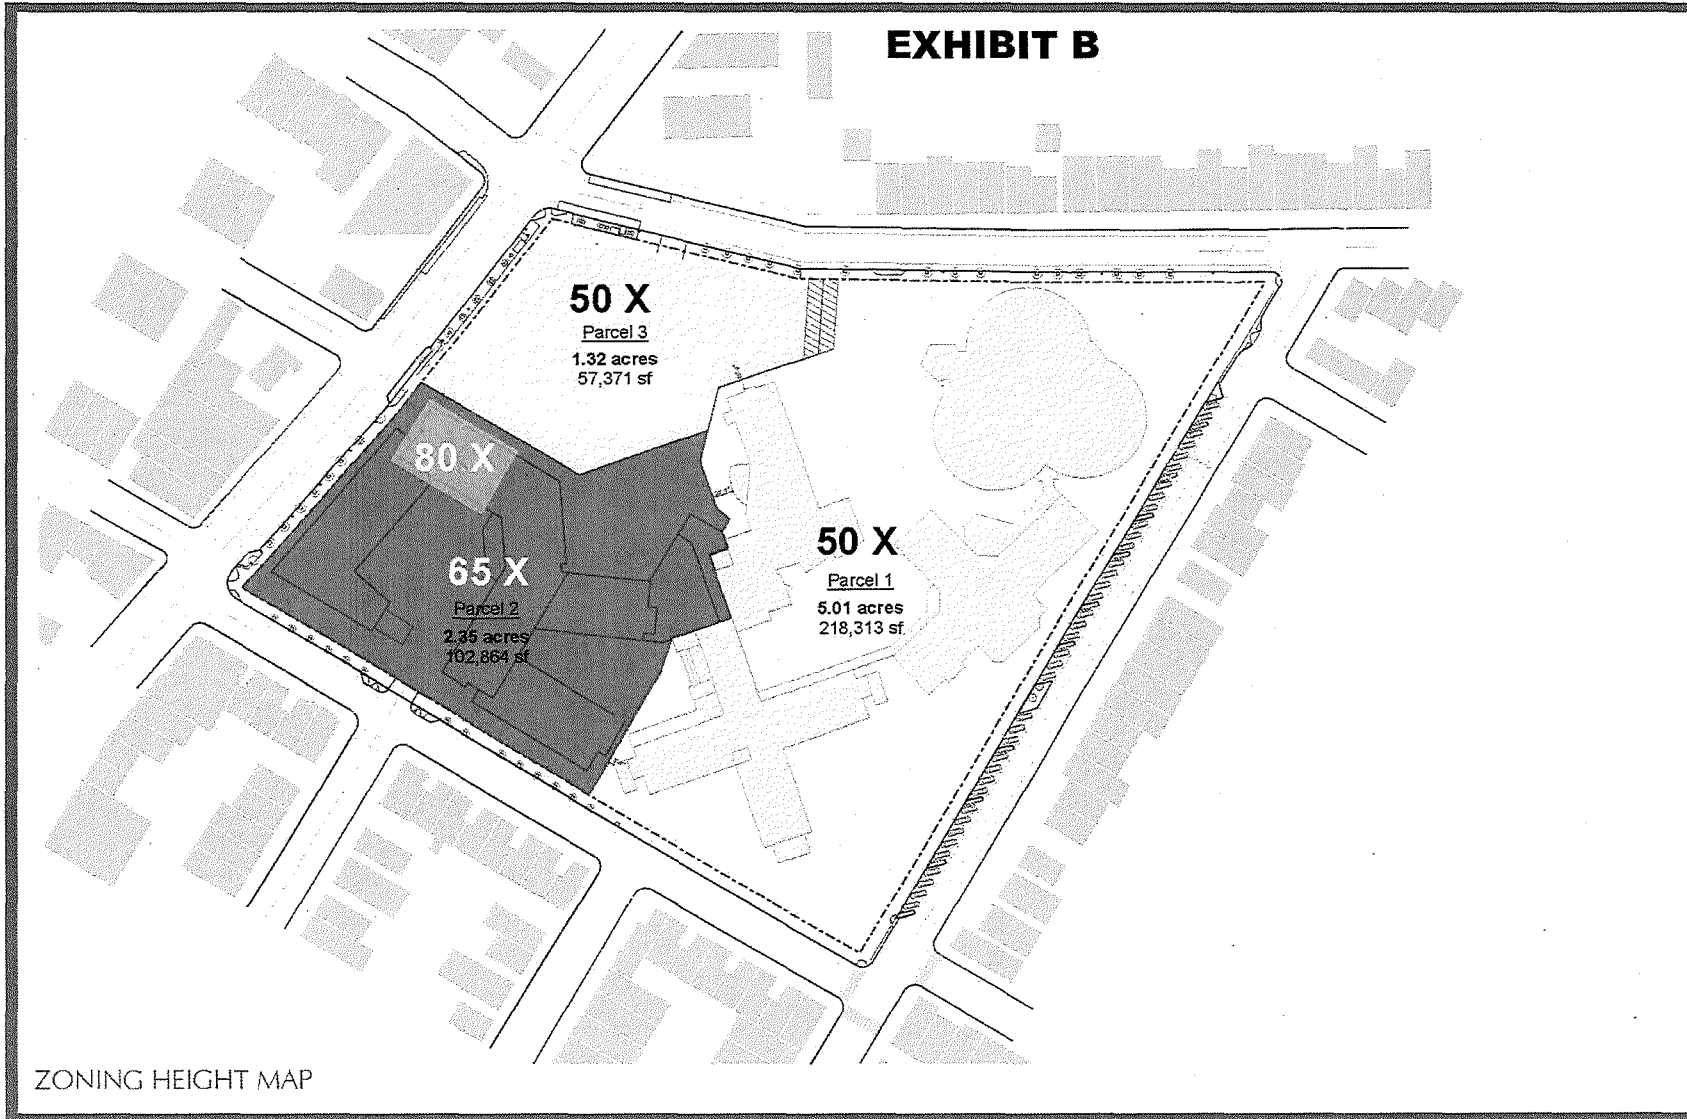 EXHIBIT B
50 X
Parcel 3
1.32 acres
57,371 sf
80 X
65 X
Parcel 2
2.35 acres
102,864 sf
50 X
Parcel 1
5.01 acres
218,313 sf
ZONING HEIGHT MAP